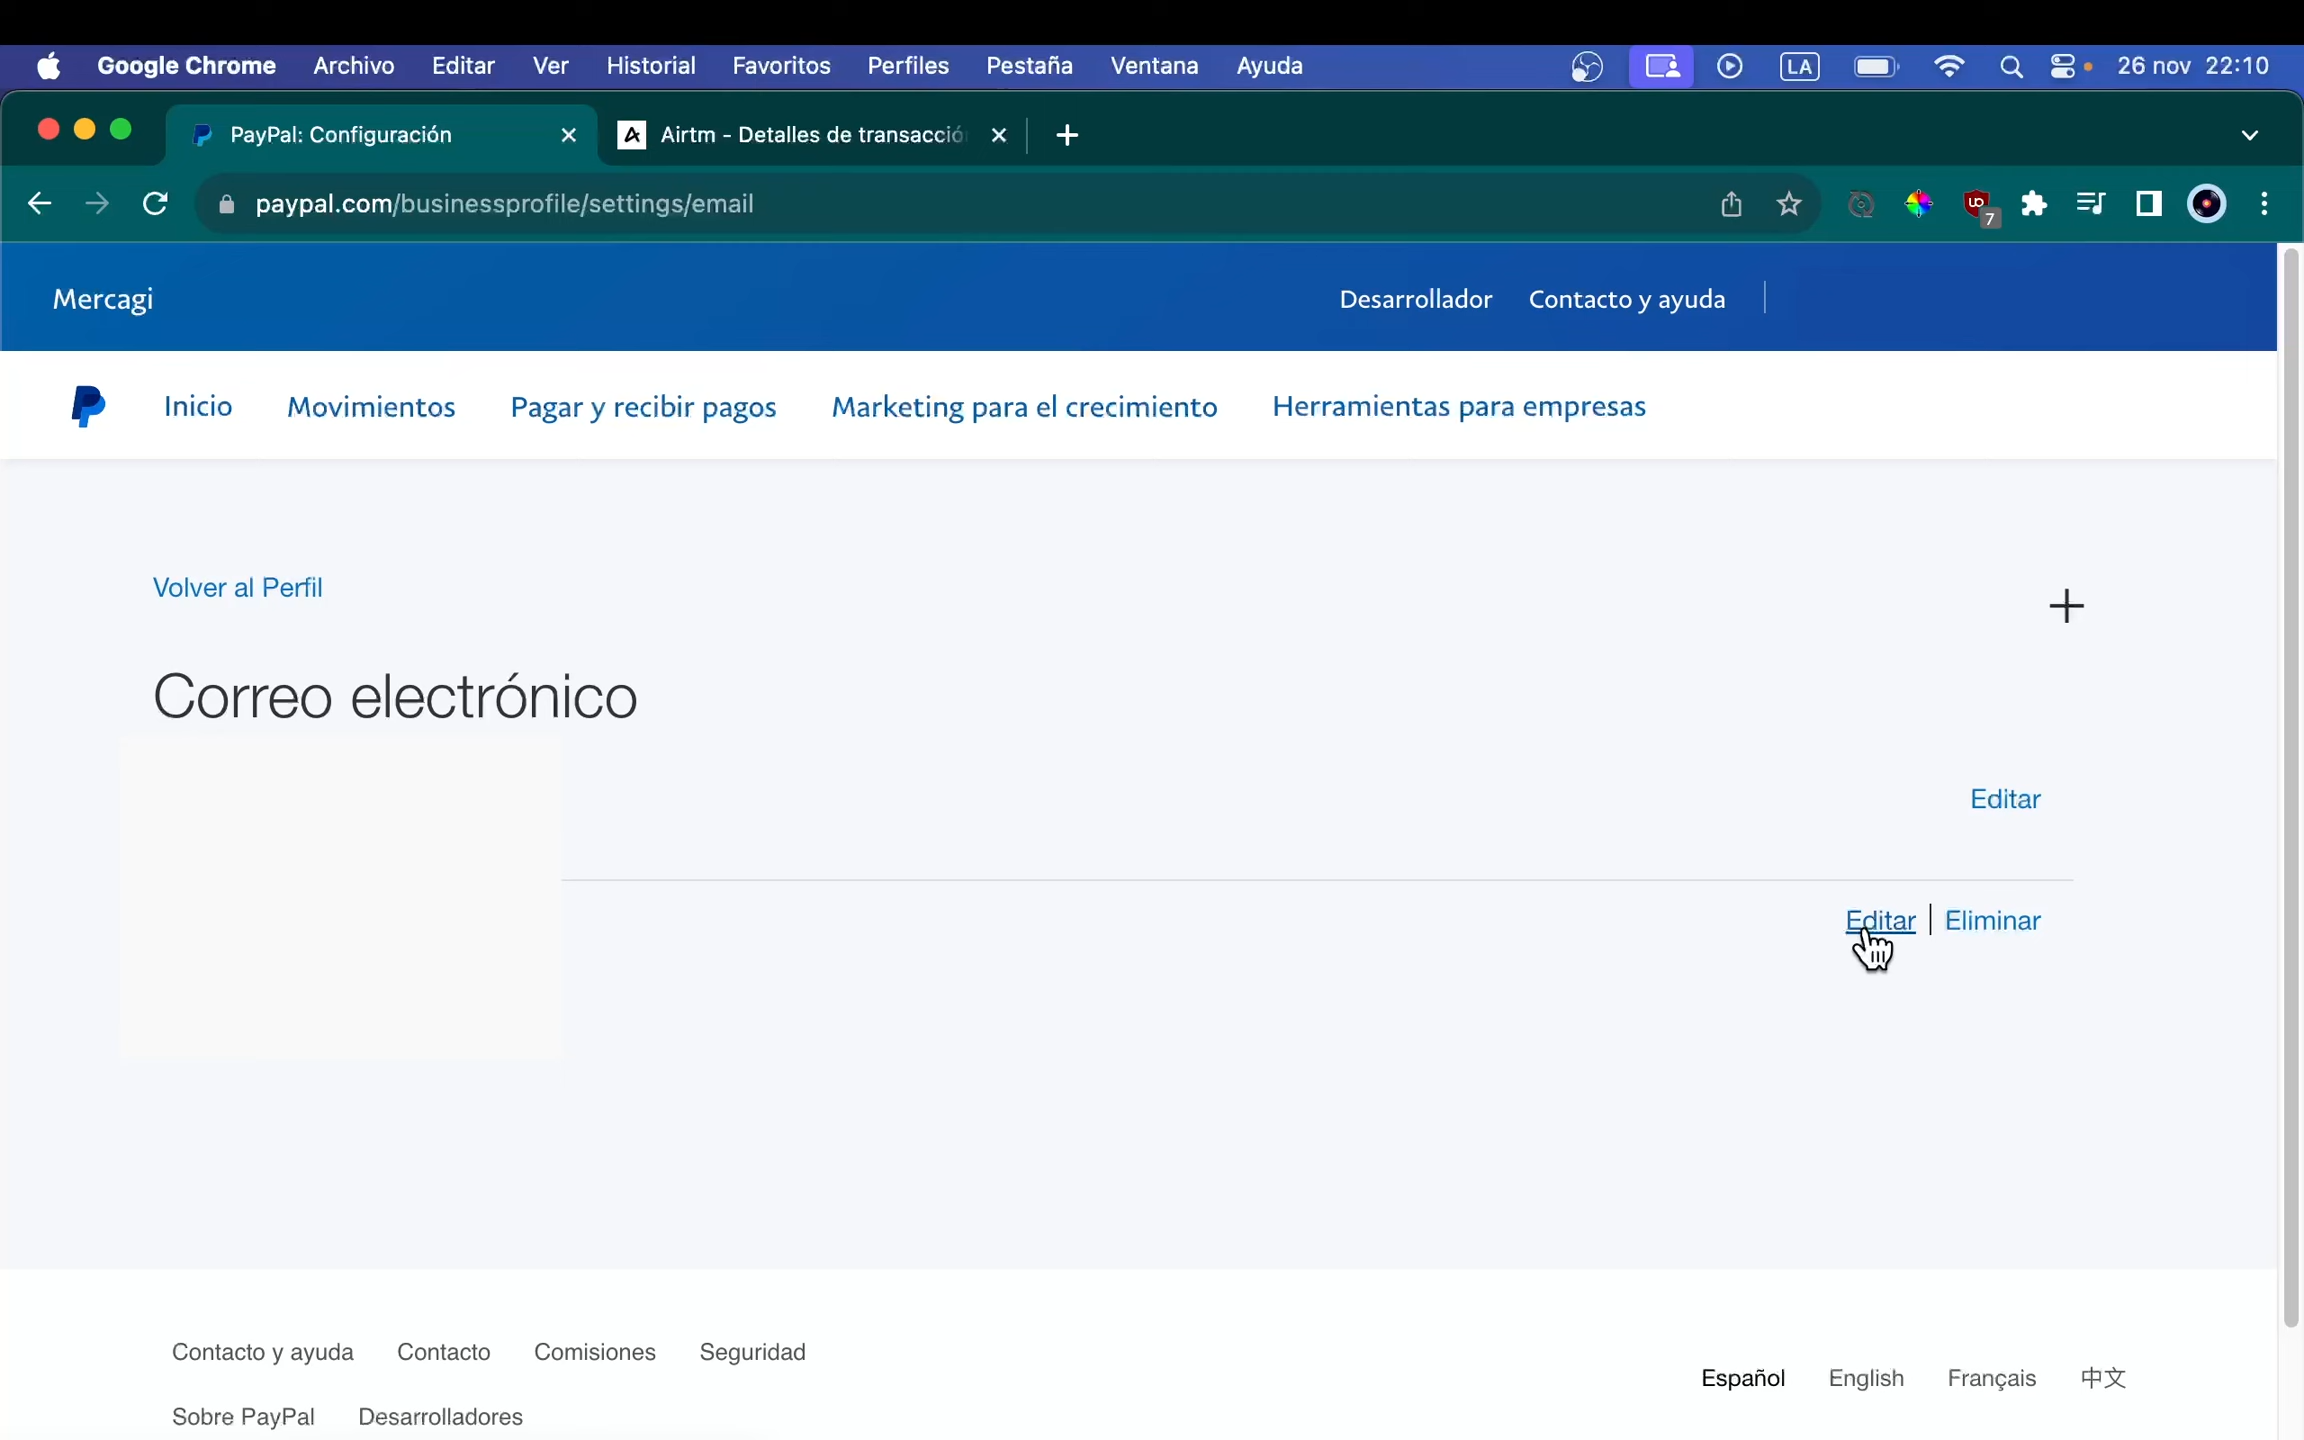 Google Chrome Archivo Editar Ver Historial Favoritos Perfiles Pestaña Ventana Ayuda LA 26 nov 22:10
PayPal: Configuración Airtm - Detalles de transacció
paypal.com/businessprofile/settings/email 7
Mercagi Desarrollador Contacto y ayuda
Inicio Movimientos Pagar y recibir pagos Marketing para el crecimiento Herramientas para empresas
Volver al Perfil
Correo electrónico
Editar
Editar | Eliminar
Contacto y ayuda Contacto Comisiones Seguridad
Español English Français 中文
Sobre PayPal Desarrolladores